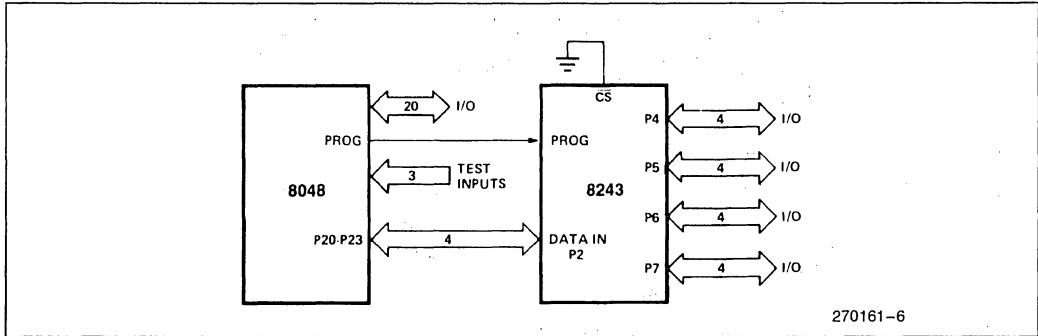 CS
20 I/O
P4 4 I/O
PROG
PROG
3 TEST
INPUTS
P5 4 I/O
8048
8243
P6 4 I/O
P20-P23 4 DATA IN
P2
P7 4 I/O
270161-6